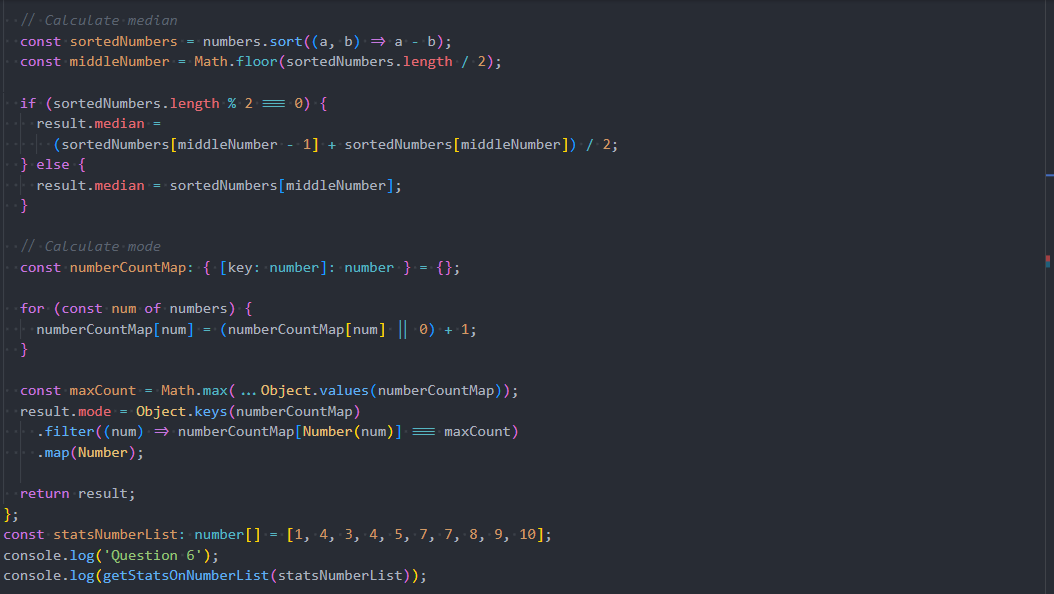 // Calculate median
const sortedNumbers = numbers.sort((a, b) => a - b);
const middleNumber = Math.floor(sortedNumbers.length / 2);
if (sortedNumbers.length % 2 === 0) {
result.median =
(sortedNumbers[middleNumber - 1] + sortedNumbers[middleNumber]) / 2;
} else {
result.median = sortedNumbers[middleNumber];
}
// Calculate mode
const numberCountMap: { [key: number]: number } = {};
for (const num of numbers) {
numberCountMap[num] = (numberCountMap[num] || 0) + 1;
}
const maxCount = Math.max(...Object.values(numberCountMap));
result.mode = Object.keys(numberCountMap)
.filter((num) => numberCountMap[Number(num)] === maxCount)
.map(Number);
return result;
};
const statsNumberList: number[] = [1, 4, 3, 4, 5, 7, 7, 8, 9, 10];
console.log('Question 6');
console.log(getStatsOnNumberList(statsNumberList));